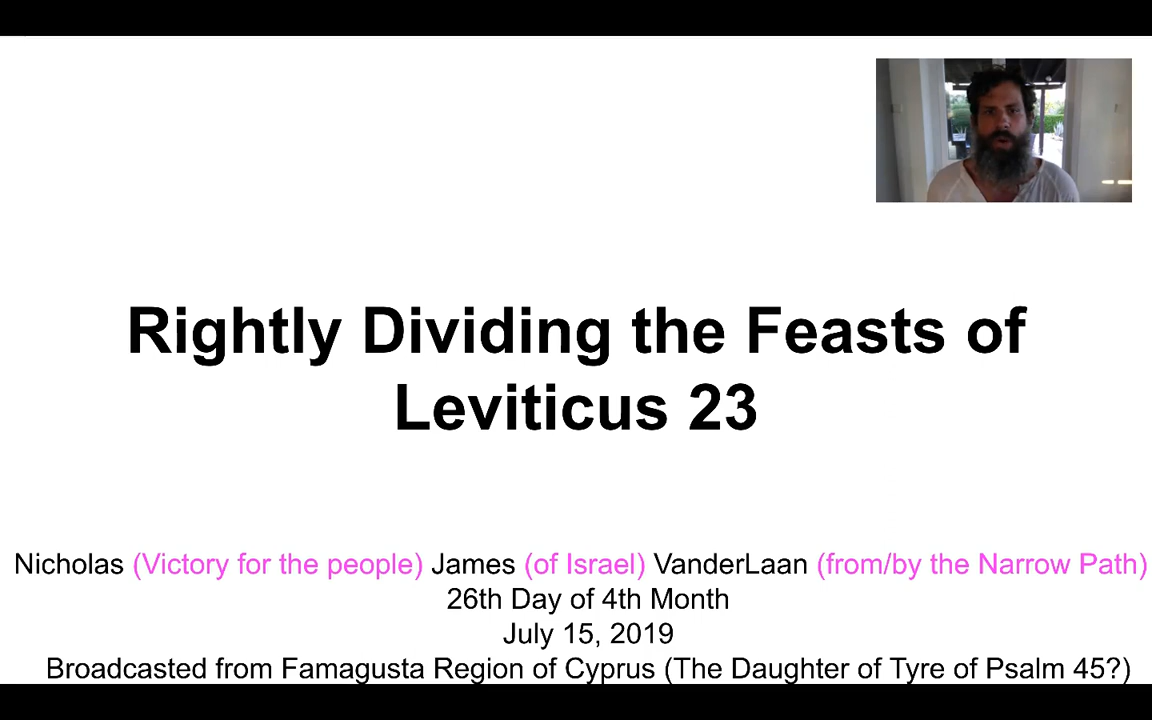 Rightly Dividing the Feasts of
Leviticus 23
Nicholas (Victory for the people) James (of Israel) VanderLaan (from/by the Narrow Path)
26th Day of 4th Month
July 15, 2019
Broadcasted from Famagusta Region of Cyprus (The Daughter of Tyre of Psalm 45?)